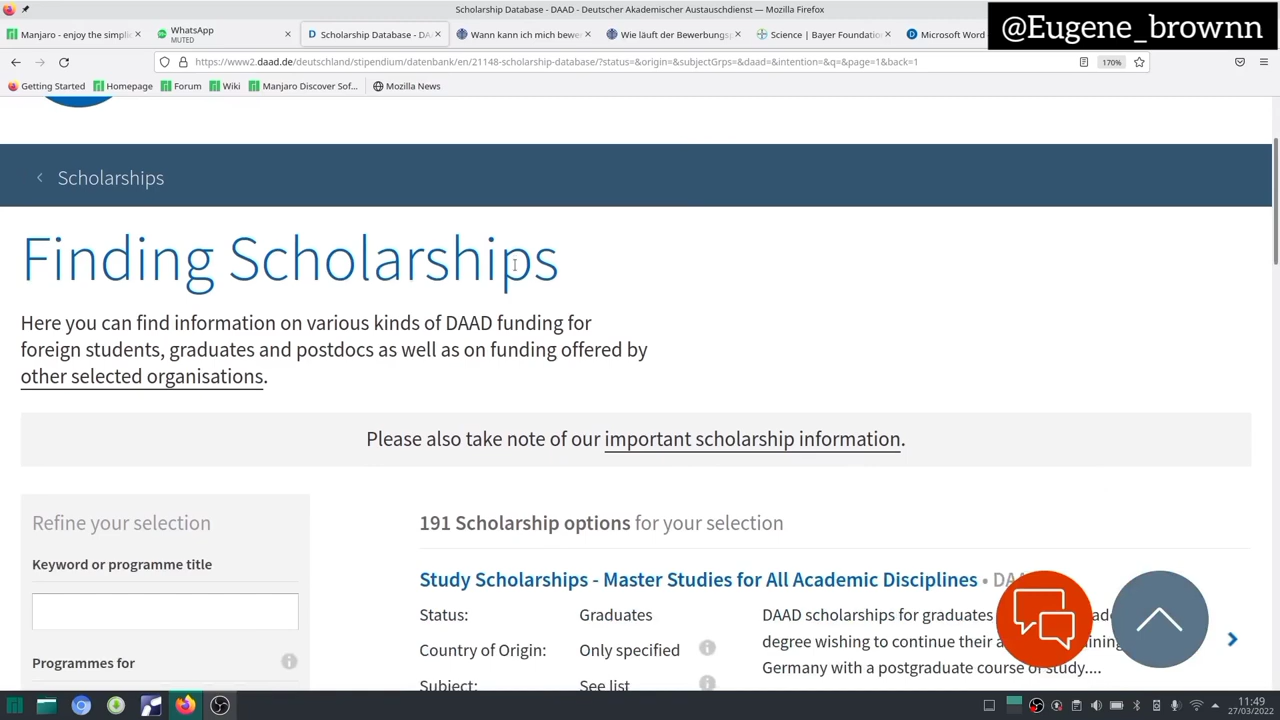 Scholarship Database - DAAD - Deutscher Akademischer Austauschdienst — Mozilla Firefox
@Eugene_brownn
Manjaro - enjoy the simpli
WhatsApp
MUTED
Scholarship Database - DA
Wann kann ich mich bewer
Wie läuft der Bewerbungsp
Science | Bayer Foundatio
Microsoft Word
https://www2.daad.de/deutschland/stipendium/datenbank/en/21148-scholarship-database/?status=&origin=&subjectGrps=&daad=&intention=&q=&page=1&back=1
170%
Getting Started
Homepage
Forum
Wiki
Manjaro Discover Sof...
Mozilla News
Scholarships
Finding Scholarships
Here you can find information on various kinds of DAAD funding for
foreign students, graduates and postdocs as well as on funding offered by
other selected organisations.
Please also take note of our important scholarship information.
Refine your selection
Keyword or programme title
Programmes for
191 Scholarship options for your selection
Study Scholarships - Master Studies for All Academic Disciplines • DAA
Status: Graduates
Country of Origin: Only specified
Subject: See list
DAAD scholarships for graduates
degree wishing to continue their a
Germany with a postgraduate course of study....
11:49
27/03/2022